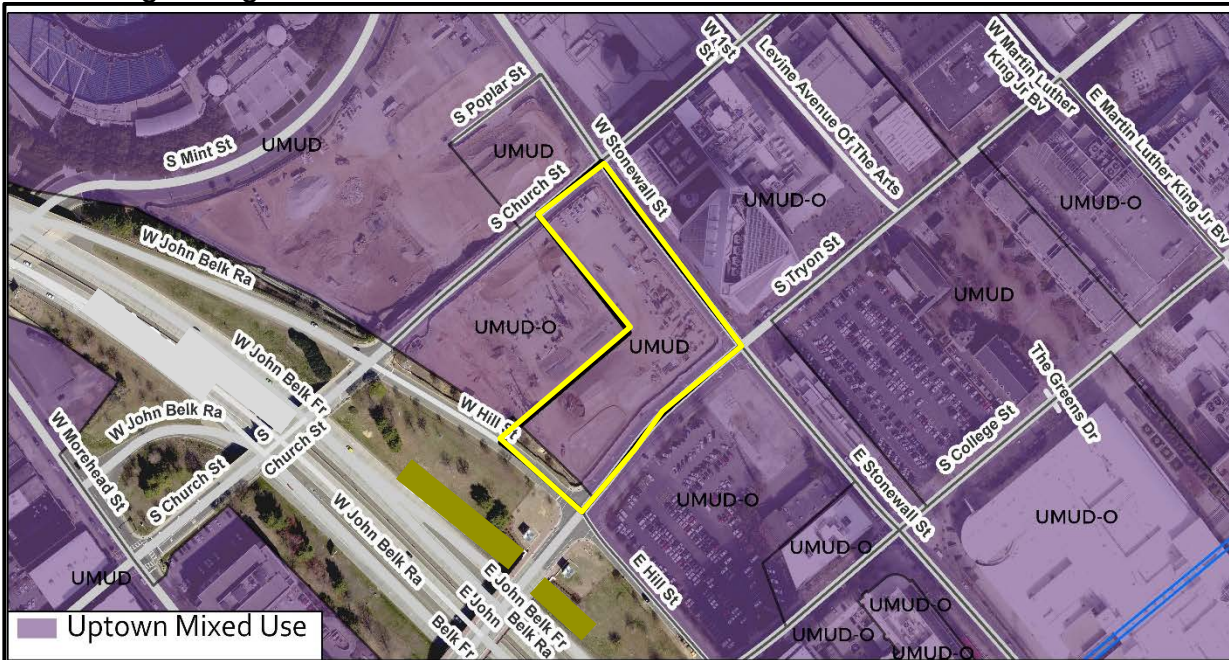 W 1st
St
Levine Avenue Of The Arts
W Martin Luther
King Jr Bv
E Martin Luther King Jr Bv
S Poplar St
S Mint St
UMUD
UMUD
W Stonewall St
S Church St
UMUD-O
UMUD-O
S Tryon St
UMUD
W John Belk Ra
UMUD-O
UMUD
The Greens Dr
W John Belk Fr
W Hill St
S College St
W John Belk Ra
S
Church St
W Morehead St
S Church St
E Stonewall St
UMUD-O
UMUD-O
W John Belk Ra
UMUD-O
E John Belk Fr
E John
Belk Ra
Belk Fr
E Hill St
UMUD
UMUD-O
UMUD-O
UMUD-O
Uptown Mixed Use